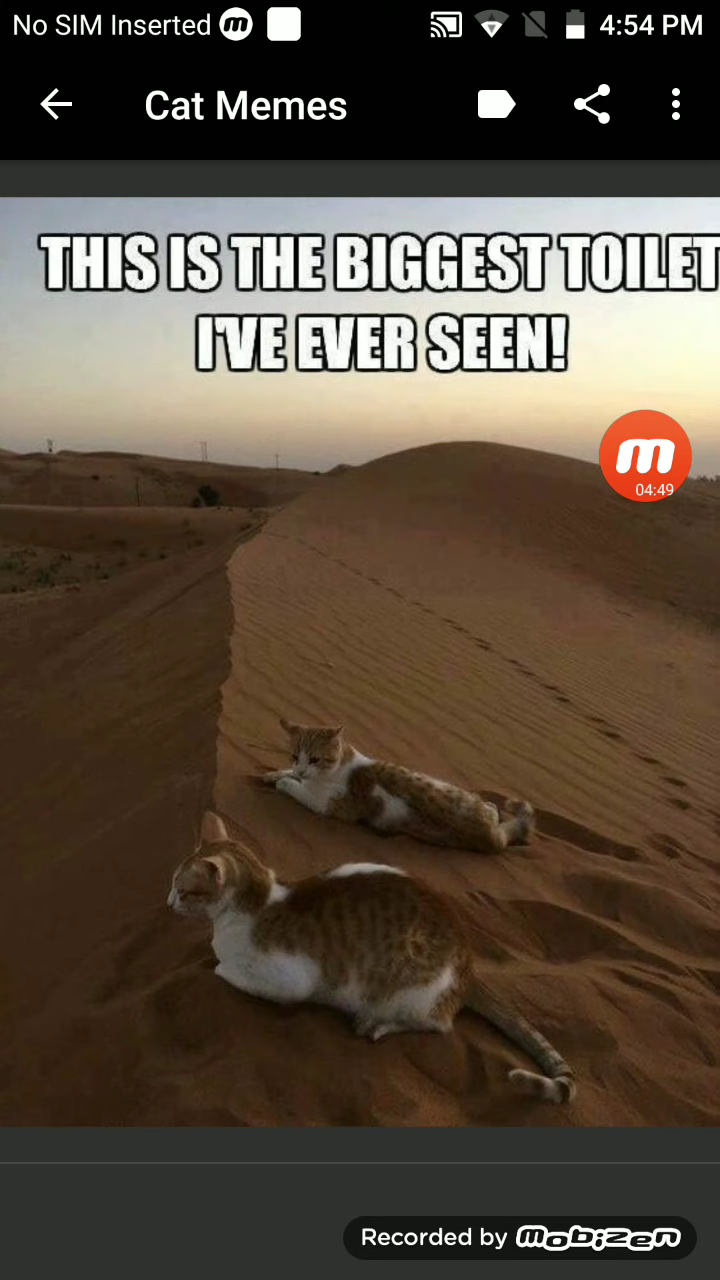 No SIM Inserted m 4:54 PM
Cat Memes
THIS IS THE BIGGEST TOILET
I'VE EVER SEEN!
m
04:49
Recorded by mobizen